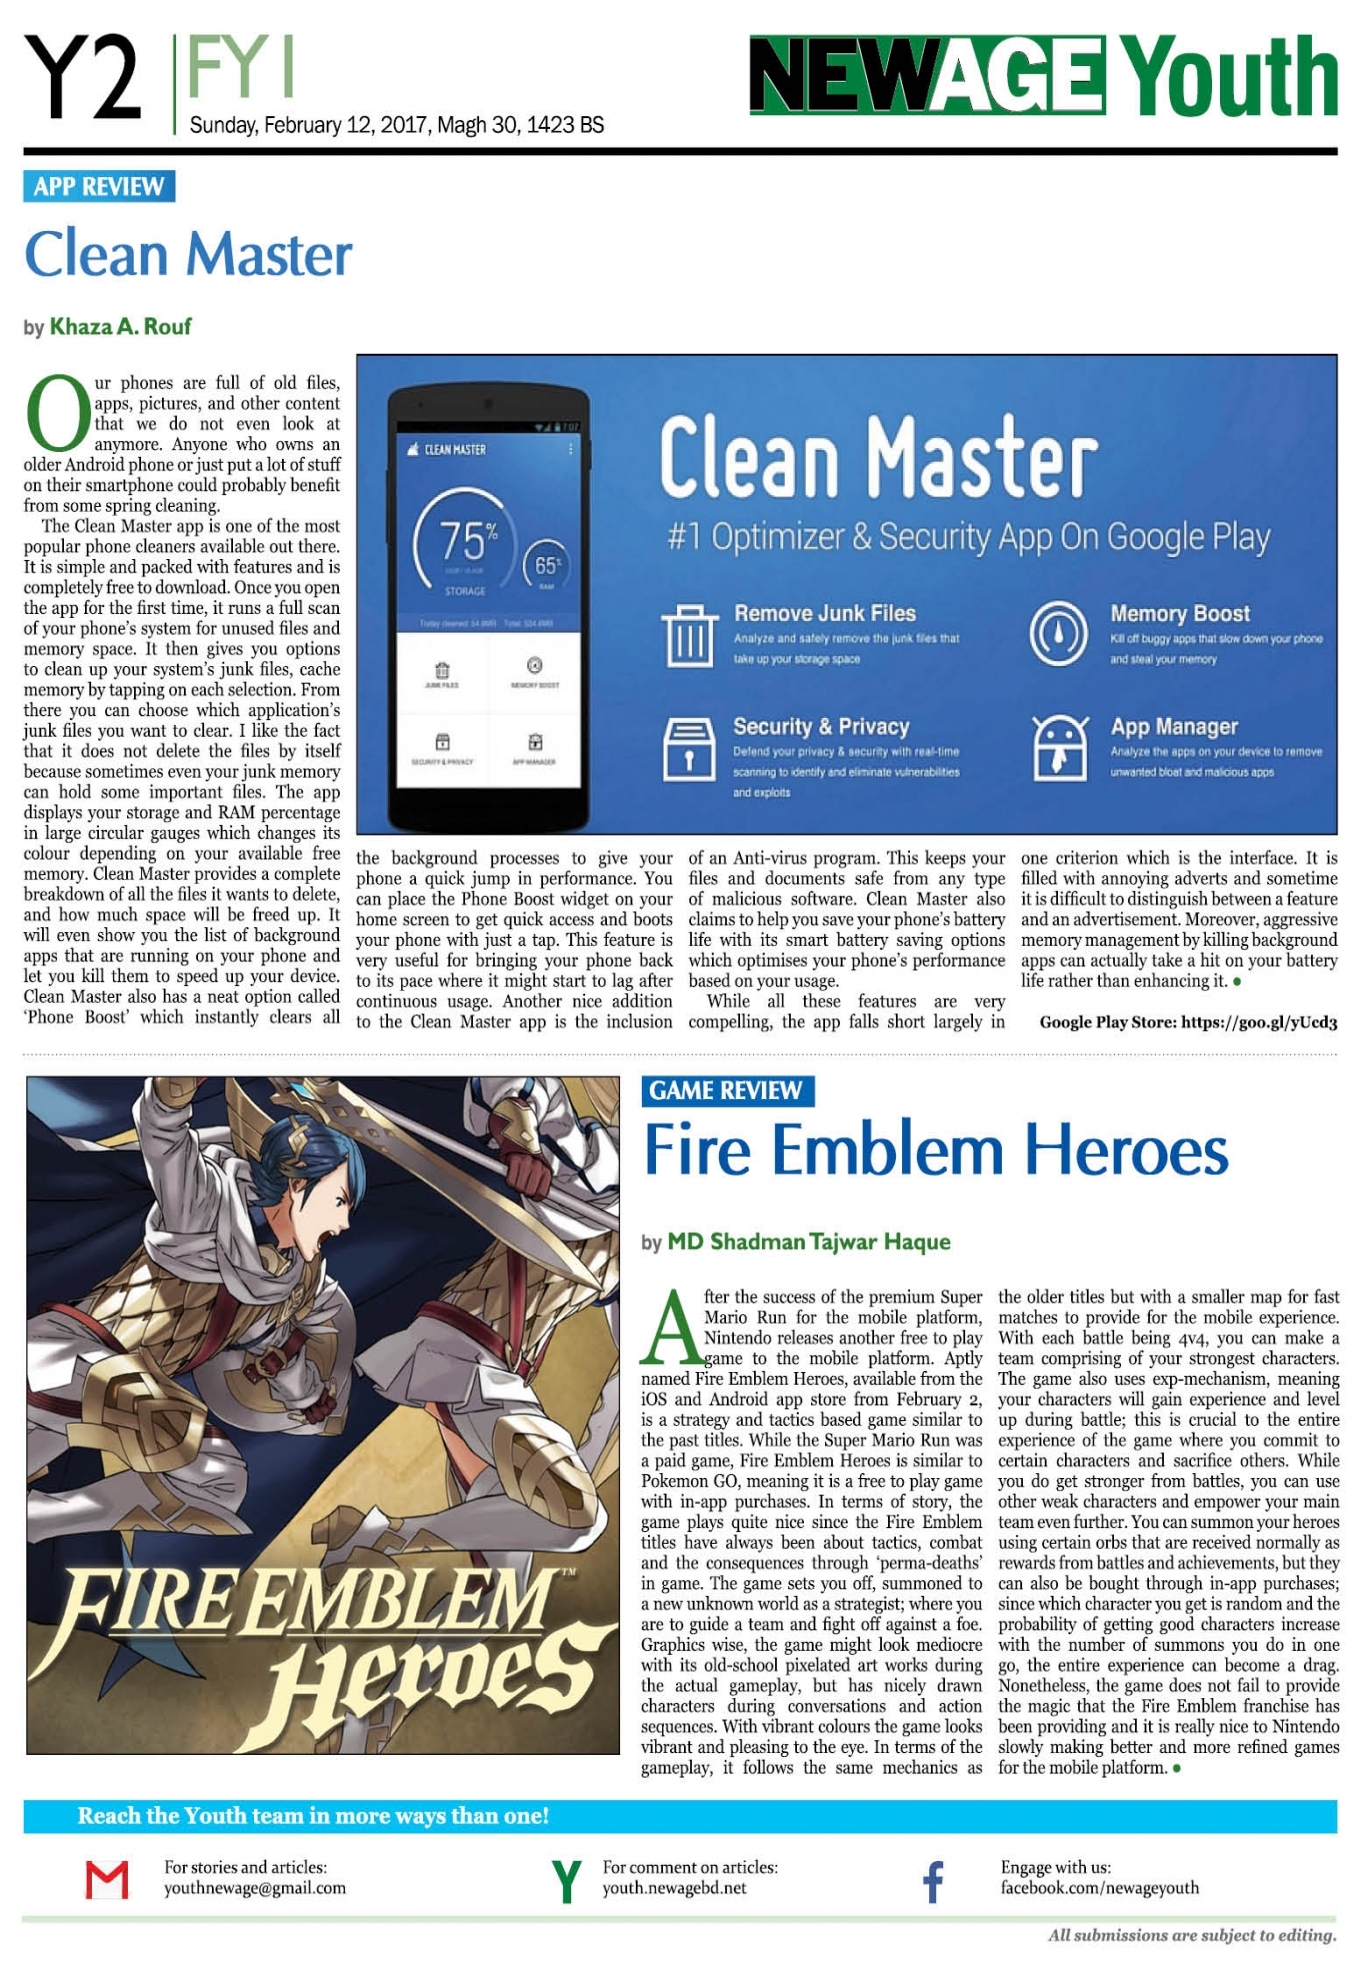 Y2
FYI
Sunday, February 12, 2017, Magh 30, 1423 BS
NEWAGE Youth
APP REVIEW
Clean Master
by Khaza A. Rouf
Our phones are full of old files,
apps, pictures, and other content
that we do not even look at
anymore. Anyone who owns an
older Android phone or just put a lot of stuff
on their smartphone could probably benefit
from some spring cleaning.
The Clean Master app is one of the most
popular phone cleaners available out there.
It is simple and packed with features and is
completely free to download. Once you open
the app for the first time, it runs a full scan
of your phone's system for unused files and
memory space. It then gives you options
to clean up your system's junk files, cache
memory by tapping on each selection. From
there you can choose which application's
junk files you want to clear. I like the fact
that it does not delete the files by itself
because sometimes even your junk memory
can hold some important files. The app
displays your storage and RAM percentage
in large circular gauges which changes its
colour depending on your available free
memory. Clean Master provides a complete
breakdown of all the files it wants to delete,
and how much space will be freed up. It
will even show you the list of background
apps that are running on your phone and
let you kill them to speed up your device.
Clean Master also has a neat option called
'Phone Boost' which instantly clears all
7:07
CLEAN MASTER
75%
STORAGE
65%
RAM
Today cleaned: 54.8MB Total: 534.8MB
JUNK FILES
MEMORY BOOST
SECURITY & PRIVACY
APP MANAGER
Clean Master
#1 Optimizer & Security App On Google Play
Remove Junk Files
Analyze and safely remove the junk files that
take up your storage space
Memory Boost
Kill off buggy apps that slow down your phone
and steal your memory
Security & Privacy
Defend your privacy & security with real-time
scanning to identify and eliminate vulnerabilities
and exploits
App Manager
Analyze the apps on your device to remove
unwanted bloat and malicious apps
the background processes to give your
phone a quick jump in performance. You
can place the Phone Boost widget on your
home screen to get quick access and boots
your phone with just a tap. This feature is
very useful for bringing your phone back
to its pace where it might start to lag after
continuous usage. Another nice addition
to the Clean Master app is the inclusion
of an Anti-virus program. This keeps your
files and documents safe from any type
of malicious software. Clean Master also
claims to help you save your phone's battery
life with its smart battery saving options
which optimises your phone's performance
based on your usage.
While all these features are very
compelling, the app falls short largely in
one criterion which is the interface. It is
filled with annoying adverts and sometime
it is difficult to distinguish between a feature
and an advertisement. Moreover, aggressive
memory management by killing background
apps can actually take a hit on your battery
life rather than enhancing it. ●
Google Play Store: https://goo.gl/yUcd3
FIRE EMBLEM™
Heroes
GAME REVIEW
Fire Emblem Heroes
by MD Shadman Tajwar Haque
After the success of the premium Super
Mario Run for the mobile platform,
Nintendo releases another free to play
game to the mobile platform. Aptly
named Fire Emblem Heroes, available from the
iOS and Android app store from February 2,
is a strategy and tactics based game similar to
the past titles. While the Super Mario Run was
a paid game, Fire Emblem Heroes is similar to
Pokemon GO, meaning it is a free to play game
with in-app purchases. In terms of story, the
game plays quite nice since the Fire Emblem
titles have always been about tactics, combat
and the consequences through 'perma-deaths'
in game. The game sets you off, summoned to
a new unknown world as a strategist; where you
are to guide a team and fight off against a foe.
Graphics wise, the game might look mediocre
with its old-school pixelated art works during
the actual gameplay, but has nicely drawn
characters during conversations and action
sequences. With vibrant colours the game looks
vibrant and pleasing to the eye. In terms of the
gameplay, it follows the same mechanics as
the older titles but with a smaller map for fast
matches to provide for the mobile experience.
With each battle being 4v4, you can make a
team comprising of your strongest characters.
The game also uses exp-mechanism, meaning
your characters will gain experience and level
up during battle; this is crucial to the entire
experience of the game where you commit to
certain characters and sacrifice others. While
you do get stronger from battles, you can use
other weak characters and empower your main
team even further. You can summon your heroes
using certain orbs that are received normally as
rewards from battles and achievements, but they
can also be bought through in-app purchases;
since which character you get is random and the
probability of getting good characters increase
with the number of summons you do in one
go, the entire experience can become a drag.
Nonetheless, the game does not fail to provide
the magic that the Fire Emblem franchise has
been providing and it is really nice to Nintendo
slowly making better and more refined games
for the mobile platform. ●
Reach the Youth team in more ways than one!
For stories and articles:
youthnewage@gmail.com
For comment on articles:
youth.newagebd.net
Engage with us:
facebook.com/newageyouth
All submissions are subject to editing.